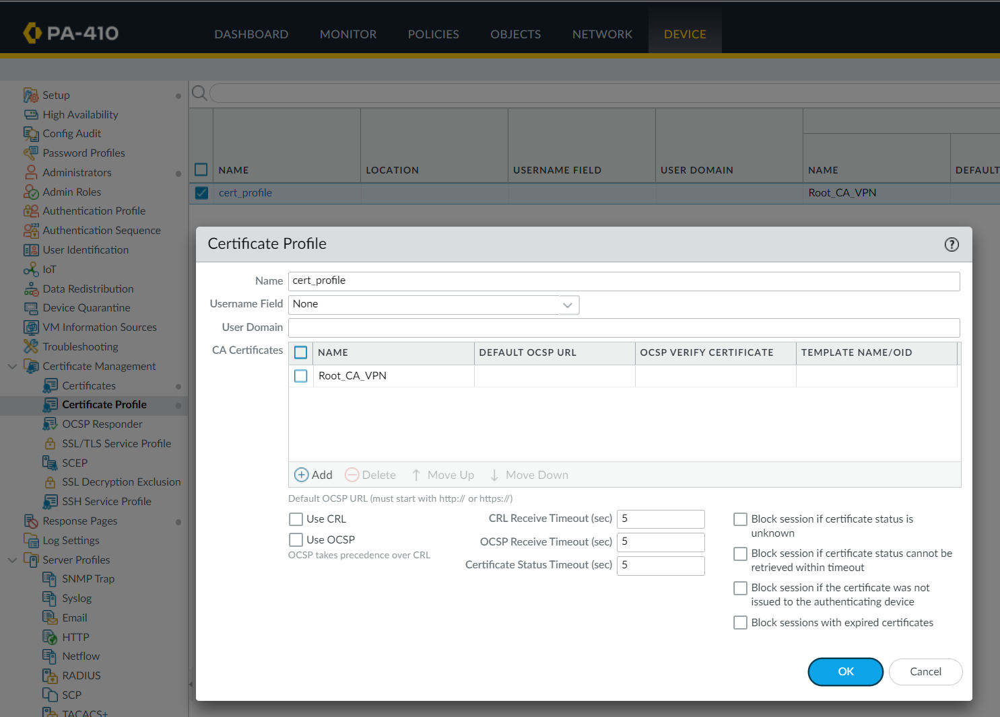 PA-410
DASHBOARD MONITOR POLICIES OBJECTS NETWORK DEVICE
Setup
High Availability
Config Audit
Password Profiles
Administrators
Admin Roles
Authentication Profile
Authentication Sequence
User Identification
IoT
Data Redistribution
Device Quarantine
VM Information Sources
Troubleshooting
Certificate Management
Certificates
Certificate Profile
OCSP Responder
SSL/TLS Service Profile
SCEP
SSL Decryption Exclusion
SSH Service Profile
Response Pages
Log Settings
Server Profiles
SNMP Trap
Syslog
Email
HTTP
Netflow
RADIUS
SCP
TACACS+
NAME LOCATION USERNAME FIELD USER DOMAIN NAME DEFAULT
cert_profile Root_CA_VPN
Certificate Profile
Name cert_profile
Username Field None
User Domain
CA Certificates NAME DEFAULT OCSP URL OCSP VERIFY CERTIFICATE TEMPLATE NAME/OID
Root_CA_VPN
Add Delete Move Up Move Down
Default OCSP URL (must start with http:// or https://)
Use CRL
Use OCSP
OCSP takes precedence over CRL
CRL Receive Timeout (sec) 5
OCSP Receive Timeout (sec) 5
Certificate Status Timeout (sec) 5
Block session if certificate status is
unknown
Block session if certificate status cannot be
retrieved within timeout
Block session if the certificate was not
issued to the authenticating device
Block sessions with expired certificates
OK Cancel